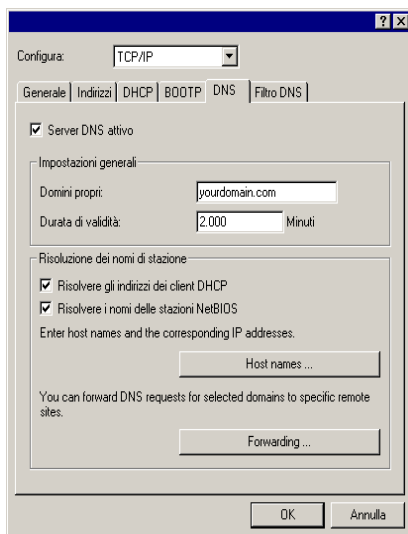 Configura: TCP/IP
Generale Indirizzi DHCP BOOTP DNS Filtro DNS
Server DNS attivo
Impostazioni generali
Domini propri: yourdomain.com
Durata di validità: 2.000 Minuti
Risoluzione dei nomi di stazione
Risolvere gli indirizzi dei client DHCP
Risolvere i nomi delle stazioni NetBIOS
Enter host names and the corresponding IP addresses.
Host names ...
You can forward DNS requests for selected domains to specific remote
sites.
Forwarding ...
OK Annulla